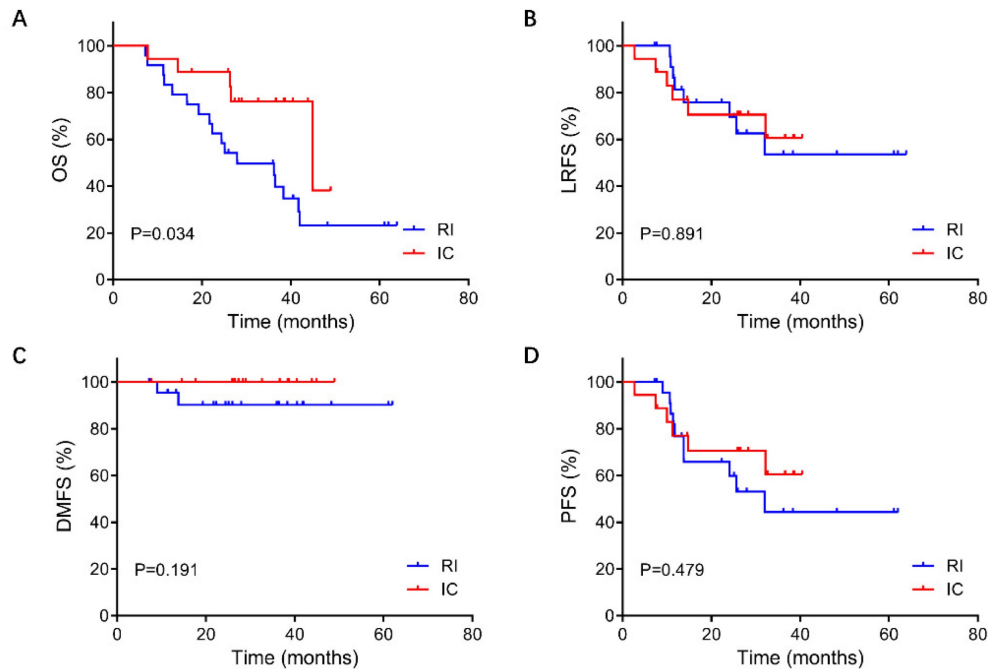 A
OS (%)
100
80
60
40
20
0
P=0.034
RI
IC
0 20 40 60 80
Time (months)
B
LRFS (%)
100
80
60
40
20
0
P=0.891
RI
IC
0 20 40 60 80
Time (months)
C
DMFS (%)
100
80
60
40
20
0
P=0.191
RI
IC
0 20 40 60 80
Time (months)
D
PFS (%)
100
80
60
40
20
0
P=0.479
RI
IC
0 20 40 60 80
Time (months)